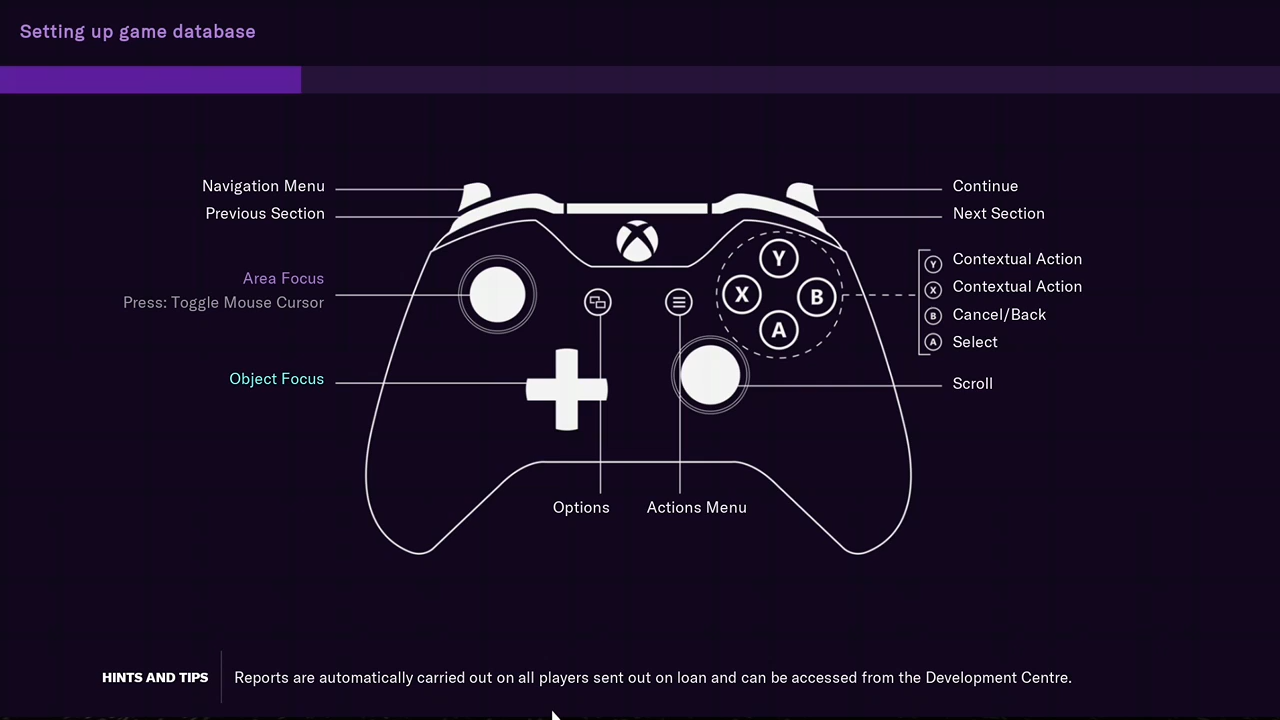 Setting up game database
Navigation Menu
Continue
Previous Section
Next Section
Area Focus
Press: Toggle Mouse Cursor
Object Focus
Y
X
B
A
Y Contextual Action
X Contextual Action
B Cancel/Back
A Select
Scroll
Options
Actions Menu
HINTS AND TIPS
Reports are automatically carried out on all players sent out on loan and can be accessed from the Development Centre.